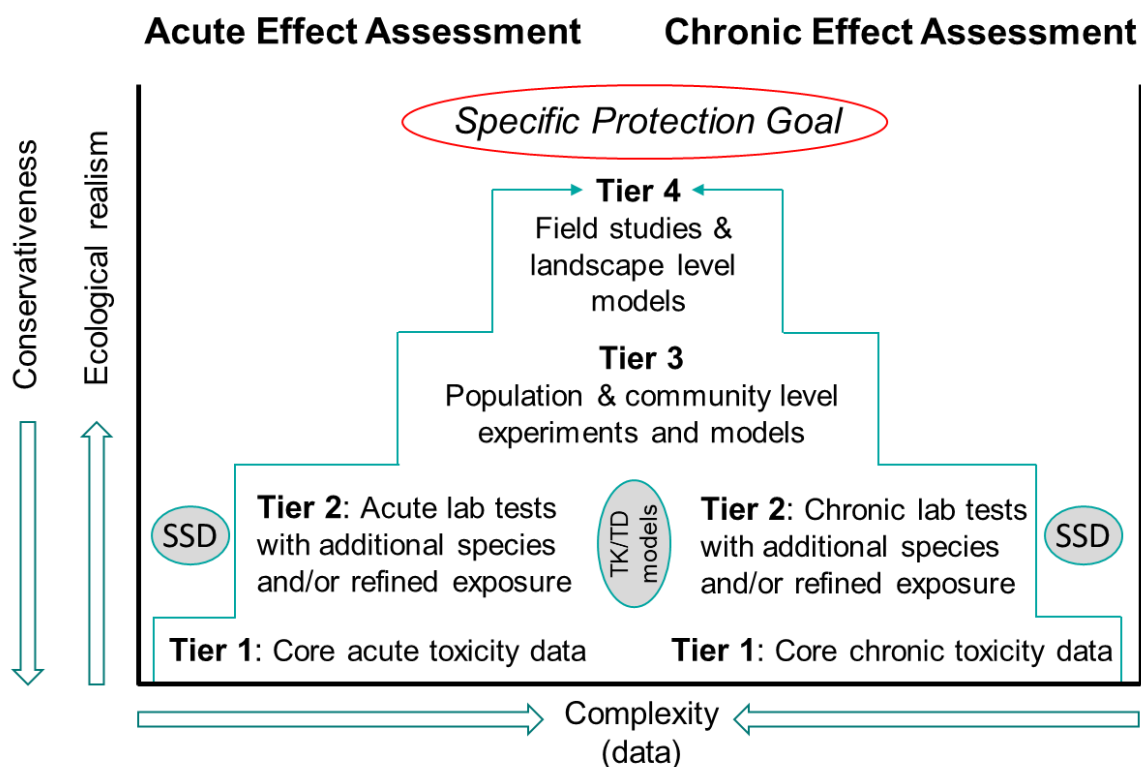 Acute Effect Assessment
Chronic Effect Assessment
Conservativeness
Ecological realism
Specific Protection Goal
Tier 4
Field studies &
landscape level
models
Tier 3
Population & community level
experiments and models
SSD
Tier 2: Acute lab tests
with additional species
and/or refined exposure
TK/TD
models
Tier 2: Chronic lab tests
with additional species
and/or refined exposure
SSD
Tier 1: Core acute toxicity data
Tier 1: Core chronic toxicity data
Complexity
(data)